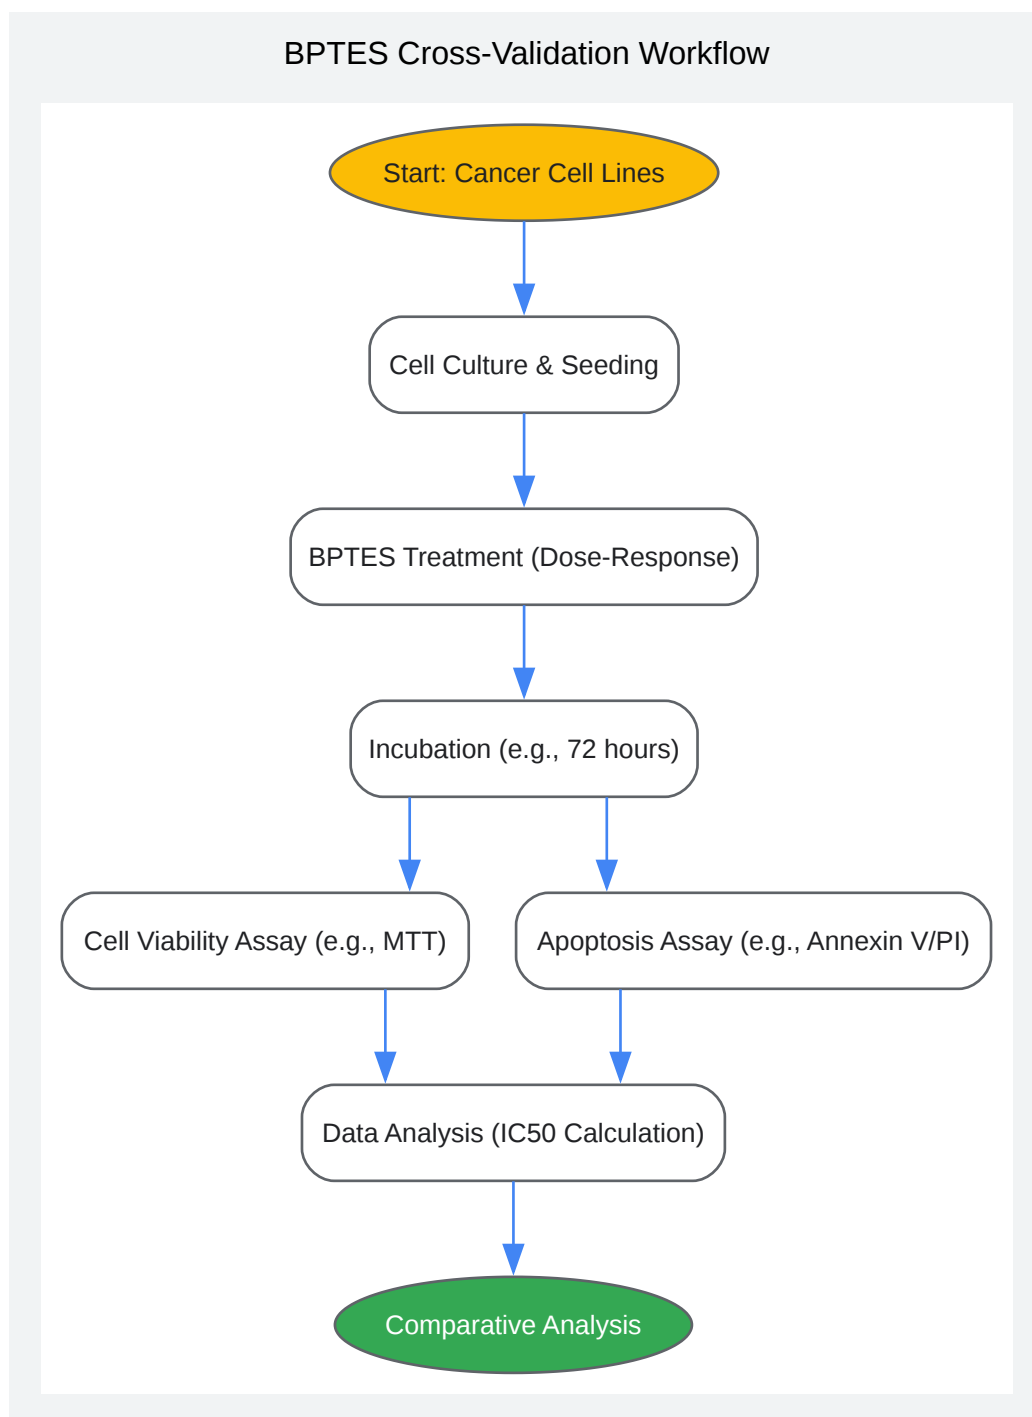 BPTES Cross-Validation Workflow
Start: Cancer Cell Lines
Cell Culture & Seeding
BPTES Treatment (Dose-Response)
Incubation (e.g., 72 hours)
Cell Viability Assay (e.g., MTT)
Apoptosis Assay (e.g., Annexin V/PI)
Data Analysis (IC50 Calculation)
Comparative Analysis